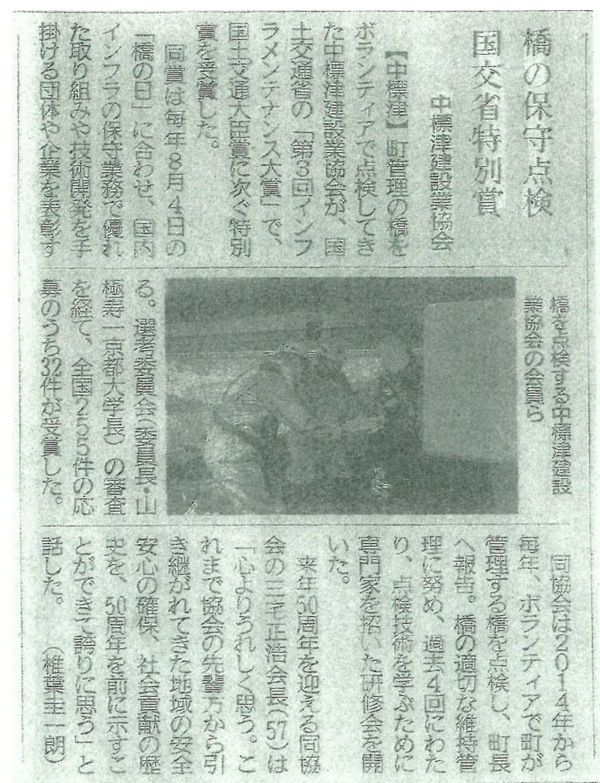 橋の保守点検
国交省特別賞
中標津建設業協会
【中標津】町管理の橋を
ボランティアで点検してき
た中標津建設業協会が、国
土交通省の「第3回インフ
ラメンテナンス大賞」で、
国土交通大臣賞に次ぐ特別
賞を受賞した。
同賞は毎年8月4日の
「橋の日」に合わせ、国内
インフラの保守業務で優れ
た取り組みや技術開発を手
掛ける団体や企業を表彰す
橋を点検する中標津建設
業協会の会員ら
る。選考委員会（委員長・山
極寿一京都大学長）の審査
を経て、全国255件の応
募のうち32件が受賞した。
同協会は2014年から
毎年、ボランティアで町が
管理する橋を点検し、町長
へ報告。橋の適切な維持管
理に努め、過去4回にわた
り、点検技術を学ぶために
専門家を招いた研修会を開
いた。
来年50周年を迎える同協
会の三宅正浩会長（57）は
「心よりうれしく思う。こ
れまで協会の先輩方から引
き継がれてきた地域の安全
安心の確保、社会貢献の歴
史を、50周年を前に示すこ
とができて誇りに思う」と
話した。（椎葉圭一朗）